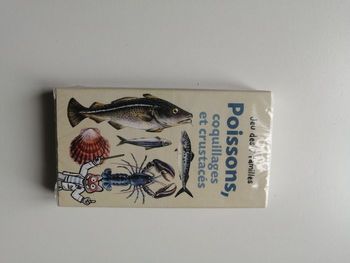 Jeu des 7 familles
Poissons,
coquillages
et crustacés